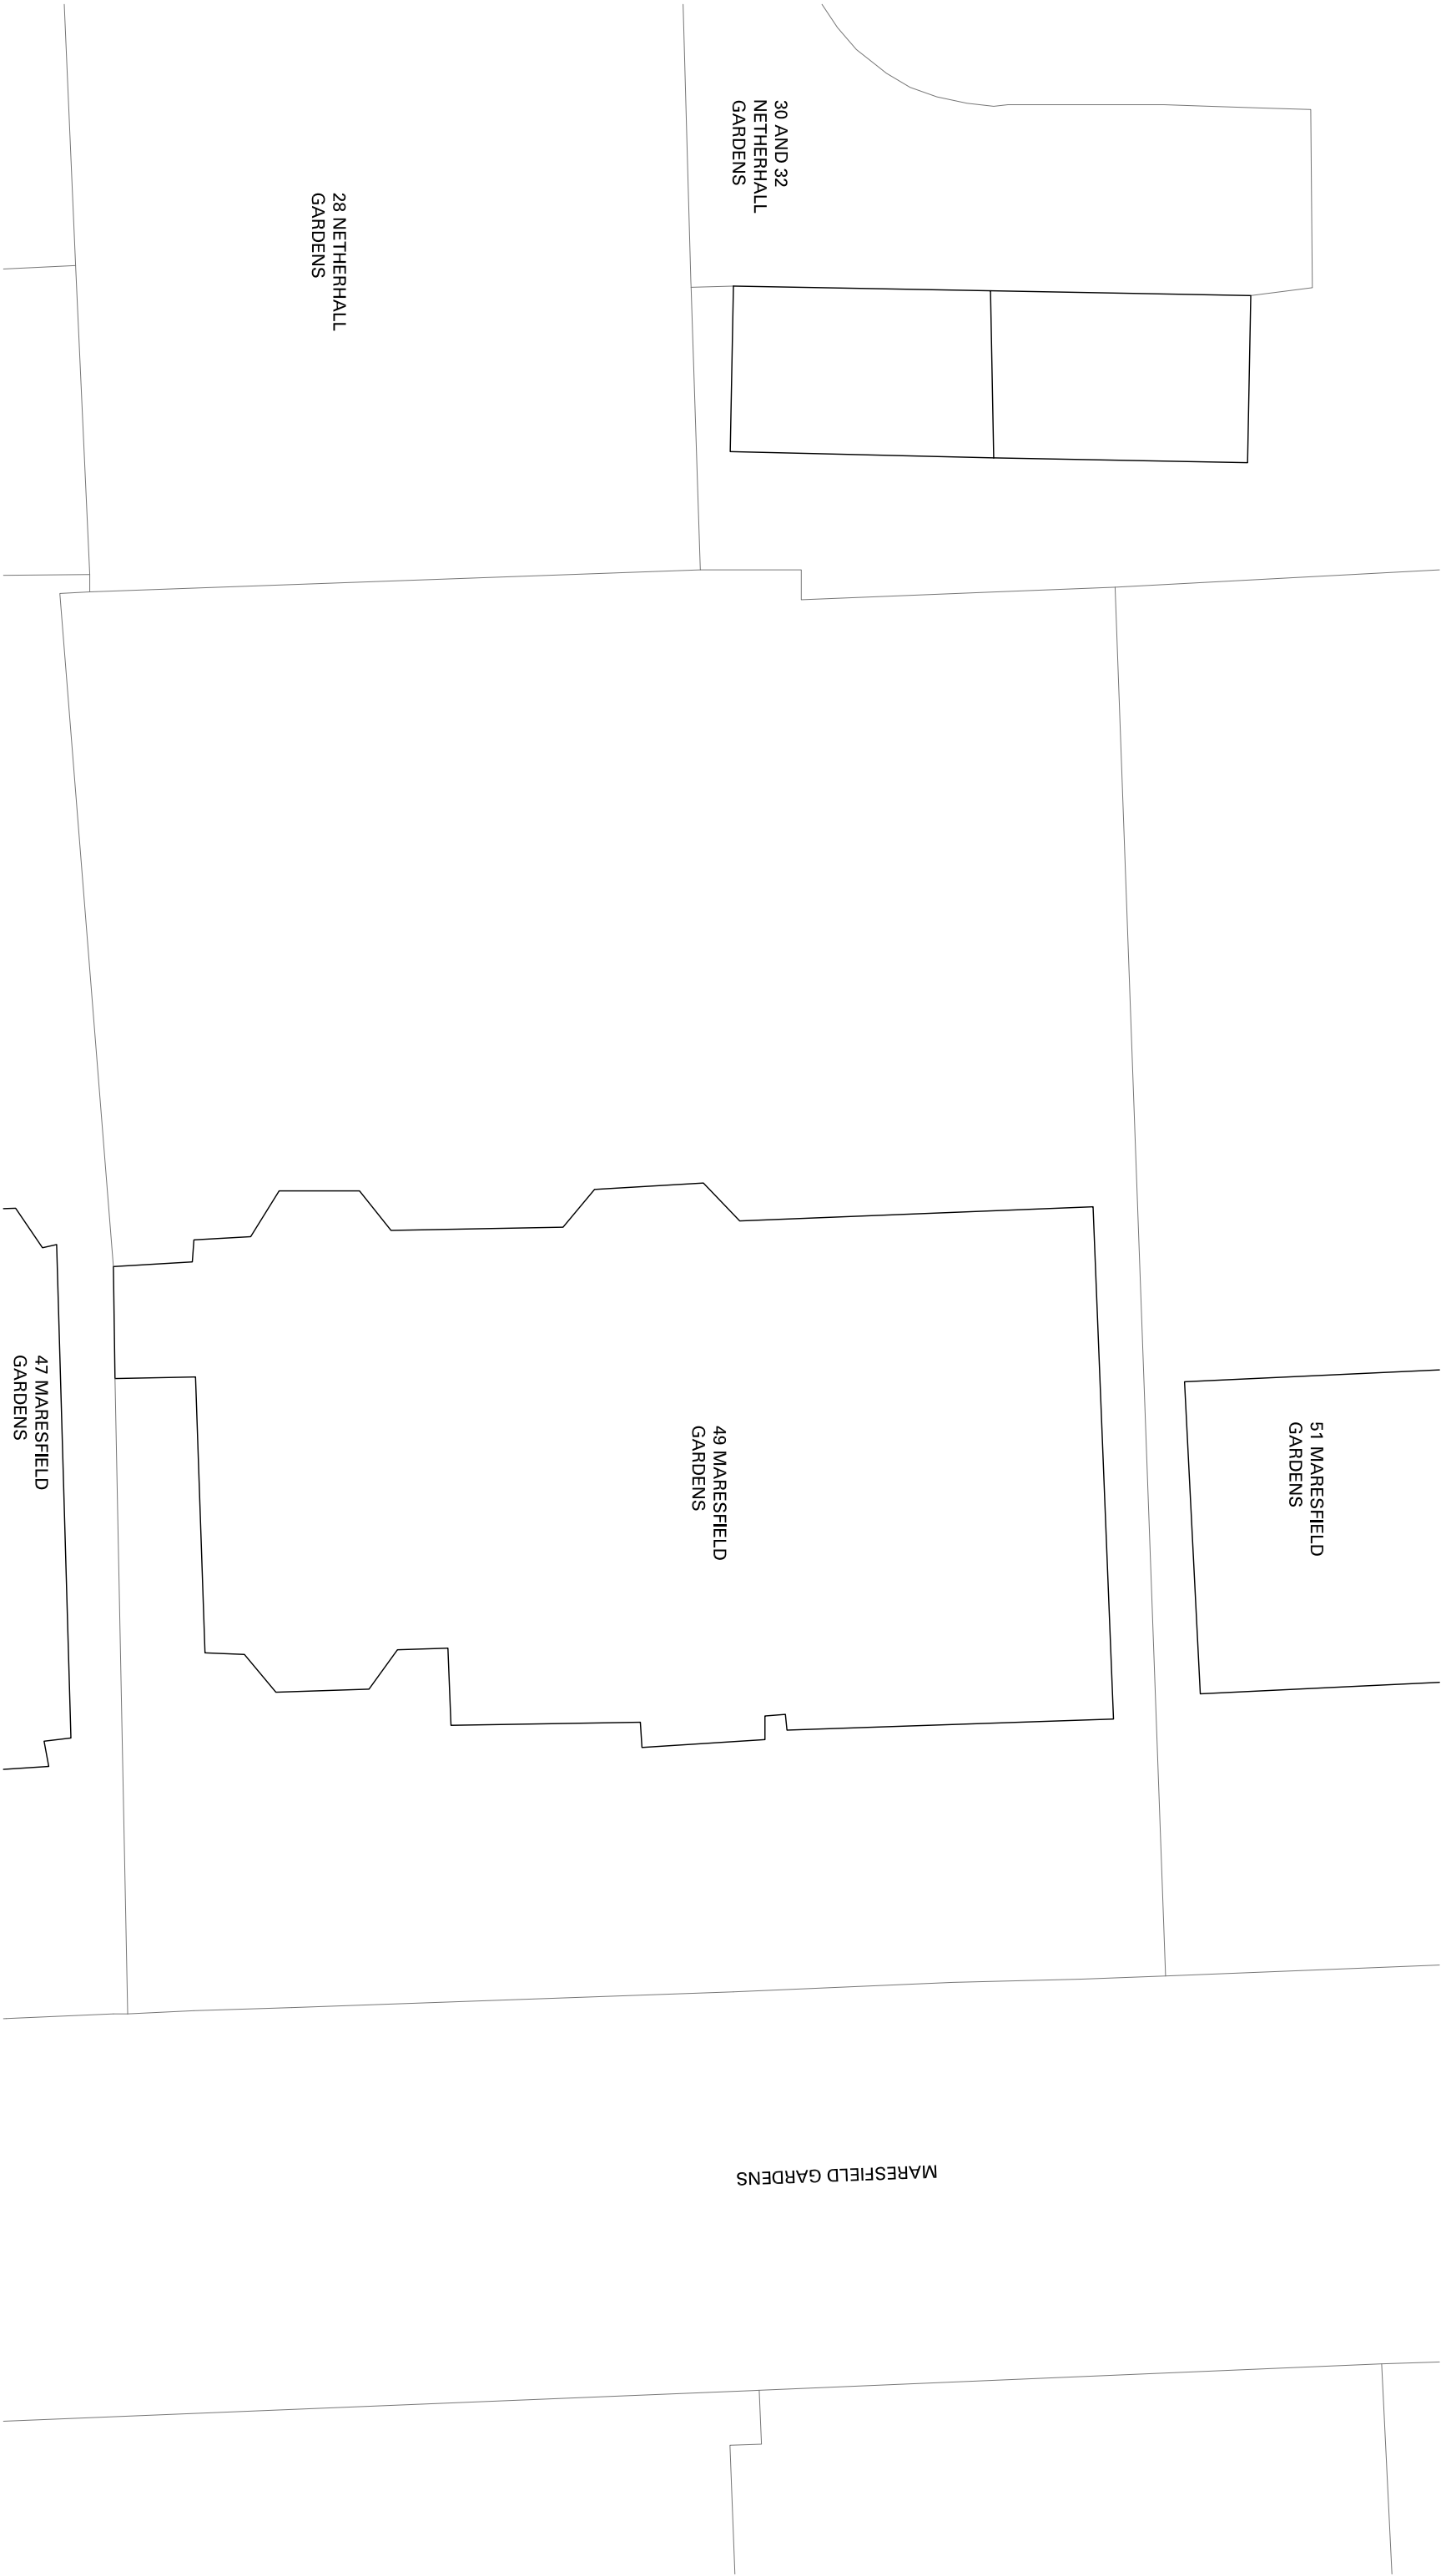 30 AND 32
NETHERHALL
GARDENS
28 NETHERHALL
GARDENS
47 MARESFIELD
GARDENS
49 MARESFIELD
GARDENS
51 MARESFIELD
GARDENS
MARESFIELD GARDENS